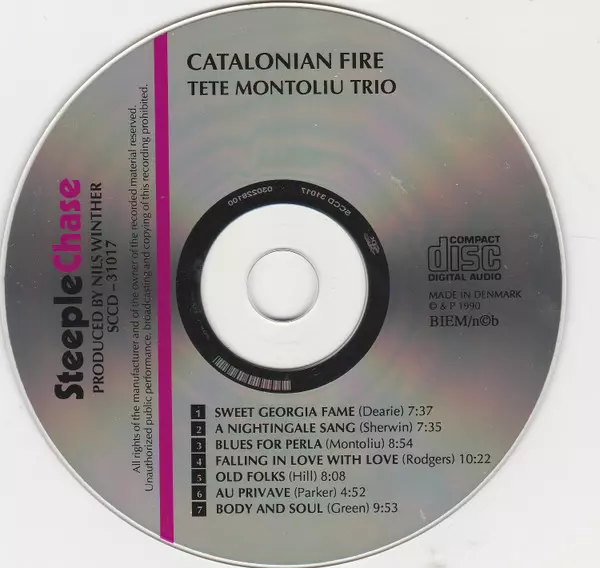 CATALONIAN FIRE
TETE MONTOLIU TRIO
SteepleChase
PRODUCED BY NILS WINTHER
SCCD – 31017
All rights of the manufacturer and of the owner of the recorded material reserved.
Unauthorized public performance, broadcasting and copying of this recording prohibited.
SCCD 31017 030228100
COMPACT
disc
DIGITAL AUDIO
MADE IN DENMARK
© & P 1990
BIEM/n©b
1 SWEET GEORGIA FAME (Dearie) 7:37
2 A NIGHTINGALE SANG (Sherwin) 7:35
3 BLUES FOR PERLA (Montoliu) 8:54
4 FALLING IN LOVE WITH LOVE (Rodgers) 10:22
5 OLD FOLKS (Hill) 8:08
6 AU PRIVAVE (Parker) 4:52
7 BODY AND SOUL (Green) 9:53